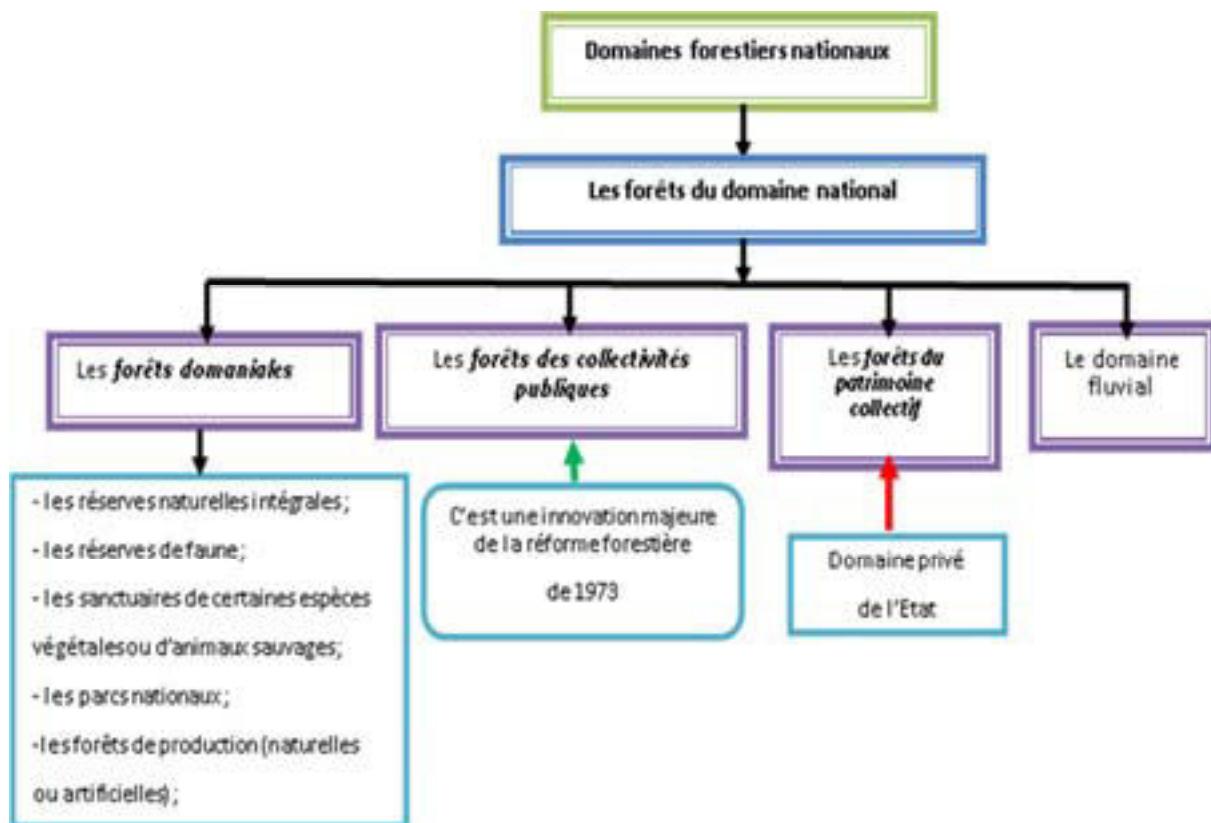 Domaines forestiers nationaux
Les forêts du domaine national
Les forêts domaniales
Les forêts des collectivités
publiques
Les forêts du
patrimoine
collectif
Le domaine
fluvial
- les réserves naturelles intégrales ;
- les réserves de faune;
- les sanctuaires de certaines espèces
végétales ou d'animaux sauvages;
- les parcs nationaux ;
-les forêts de production (naturelles
ou artificielles) ;
C'est une innovation majeure
de la réforme forestière
de 1973
Domaine privé
de l'Etat